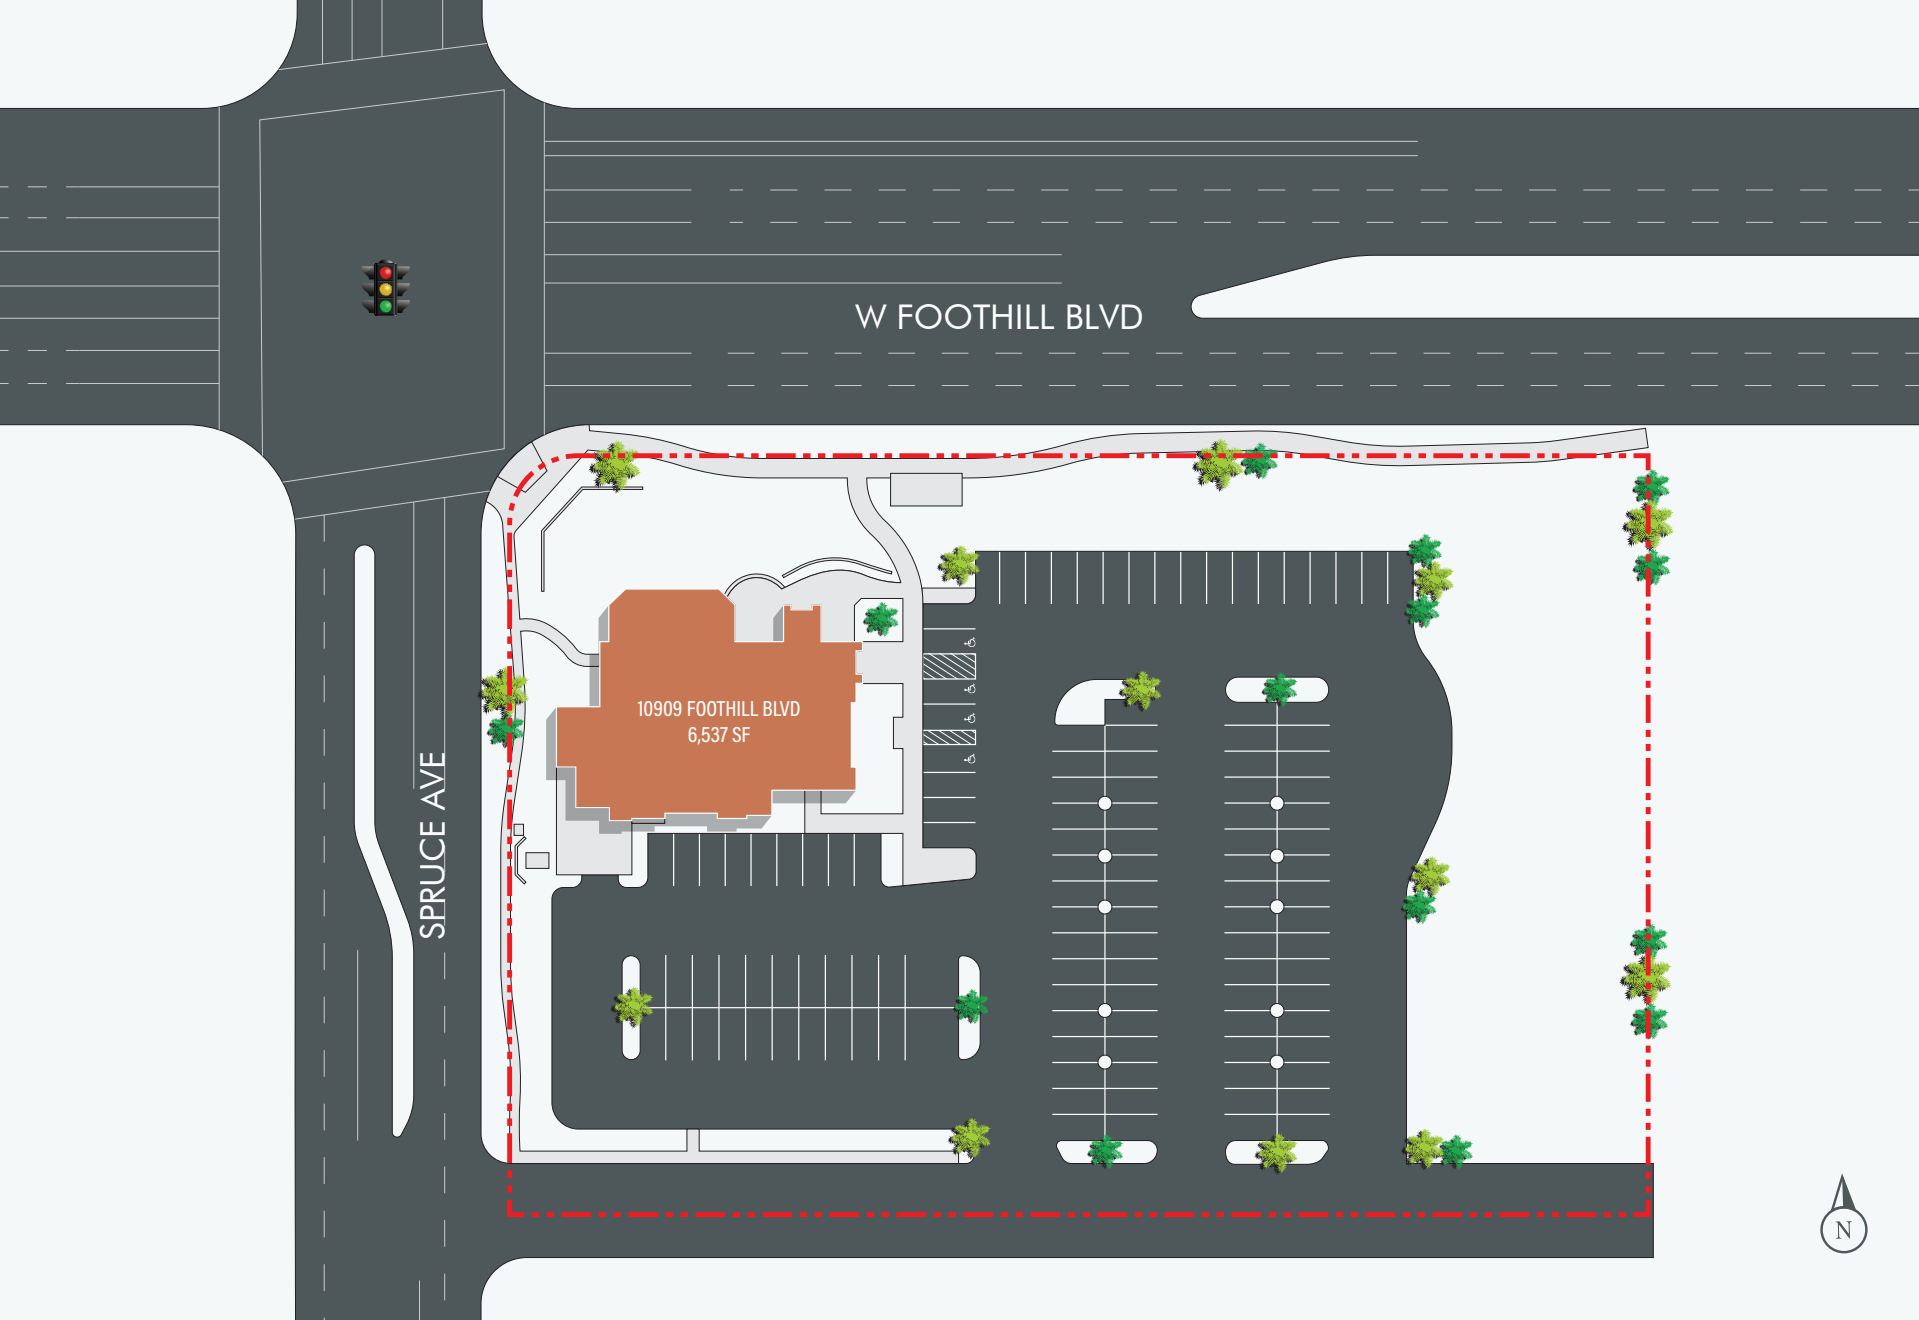 W FOOTHILL BLVD
10909 FOOTHILL BLVD
6,537 SF
SPRUCE AVE
N